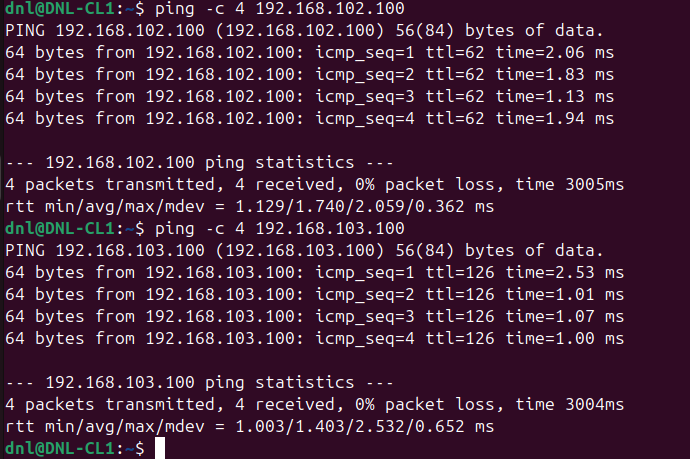 dnl@DNL-CL1:~$ ping -c 4 192.168.102.100
PING 192.168.102.100 (192.168.102.100) 56(84) bytes of data.
64 bytes from 192.168.102.100: icmp_seq=1 ttl=62 time=2.06 ms
64 bytes from 192.168.102.100: icmp_seq=2 ttl=62 time=1.83 ms
64 bytes from 192.168.102.100: icmp_seq=3 ttl=62 time=1.13 ms
64 bytes from 192.168.102.100: icmp_seq=4 ttl=62 time=1.94 ms

--- 192.168.102.100 ping statistics ---
4 packets transmitted, 4 received, 0% packet loss, time 3005ms
rtt min/avg/max/mdev = 1.129/1.740/2.059/0.362 ms
dnl@DNL-CL1:~$ ping -c 4 192.168.103.100
PING 192.168.103.100 (192.168.103.100) 56(84) bytes of data.
64 bytes from 192.168.103.100: icmp_seq=1 ttl=126 time=2.53 ms
64 bytes from 192.168.103.100: icmp_seq=2 ttl=126 time=1.01 ms
64 bytes from 192.168.103.100: icmp_seq=3 ttl=126 time=1.07 ms
64 bytes from 192.168.103.100: icmp_seq=4 ttl=126 time=1.00 ms

--- 192.168.103.100 ping statistics ---
4 packets transmitted, 4 received, 0% packet loss, time 3004ms
rtt min/avg/max/mdev = 1.003/1.403/2.532/0.652 ms
dnl@DNL-CL1:~$